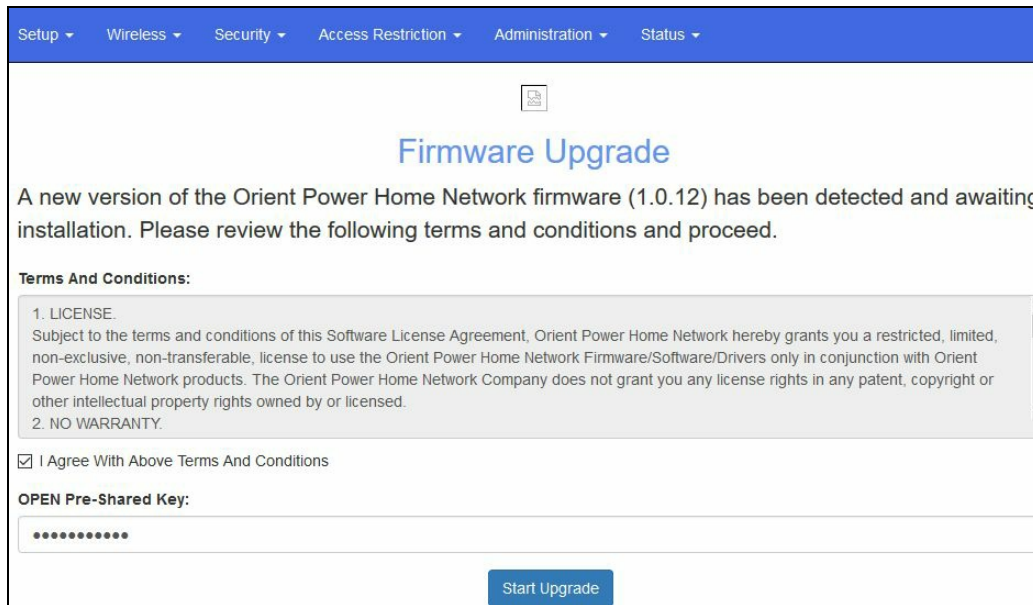 Setup Wireless Security Access Restriction Administration Status
Firmware Upgrade
A new version of the Orient Power Home Network firmware (1.0.12) has been detected and awaiting
installation. Please review the following terms and conditions and proceed.
Terms And Conditions:
1. LICENSE.
Subject to the terms and conditions of this Software License Agreement, Orient Power Home Network hereby grants you a restricted, limited,
non-exclusive, non-transferable, license to use the Orient Power Home Network Firmware/Software/Drivers only in conjunction with Orient
Power Home Network products. The Orient Power Home Network Company does not grant you any license rights in any patent, copyright or
other intellectual property rights owned by or licensed.
2. NO WARRANTY.
I Agree With Above Terms And Conditions
OPEN Pre-Shared Key:
•••••••••••
Start Upgrade